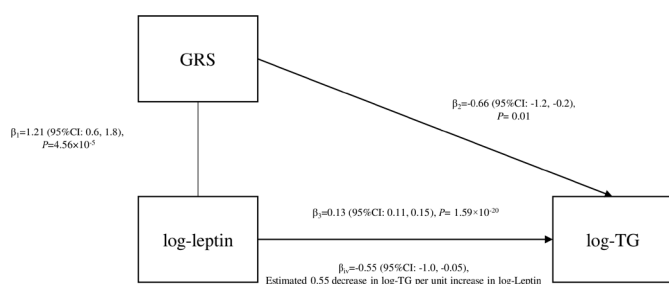 GRS
β₂=-0.66 (95%CI: -1.2, -0.2),
P= 0.01
β₁=1.21 (95%CI: 0.6, 1.8),
P=4.56×10⁻⁵
β₃=0.13 (95%CI: 0.11, 0.15), P= 1.59×10⁻²⁰
log-leptin
log-TG
βᵢᵥ=-0.55 (95%CI: -1.0, -0.05),
Estimated 0.55 decrease in log-TG per unit increase in log-Leptin